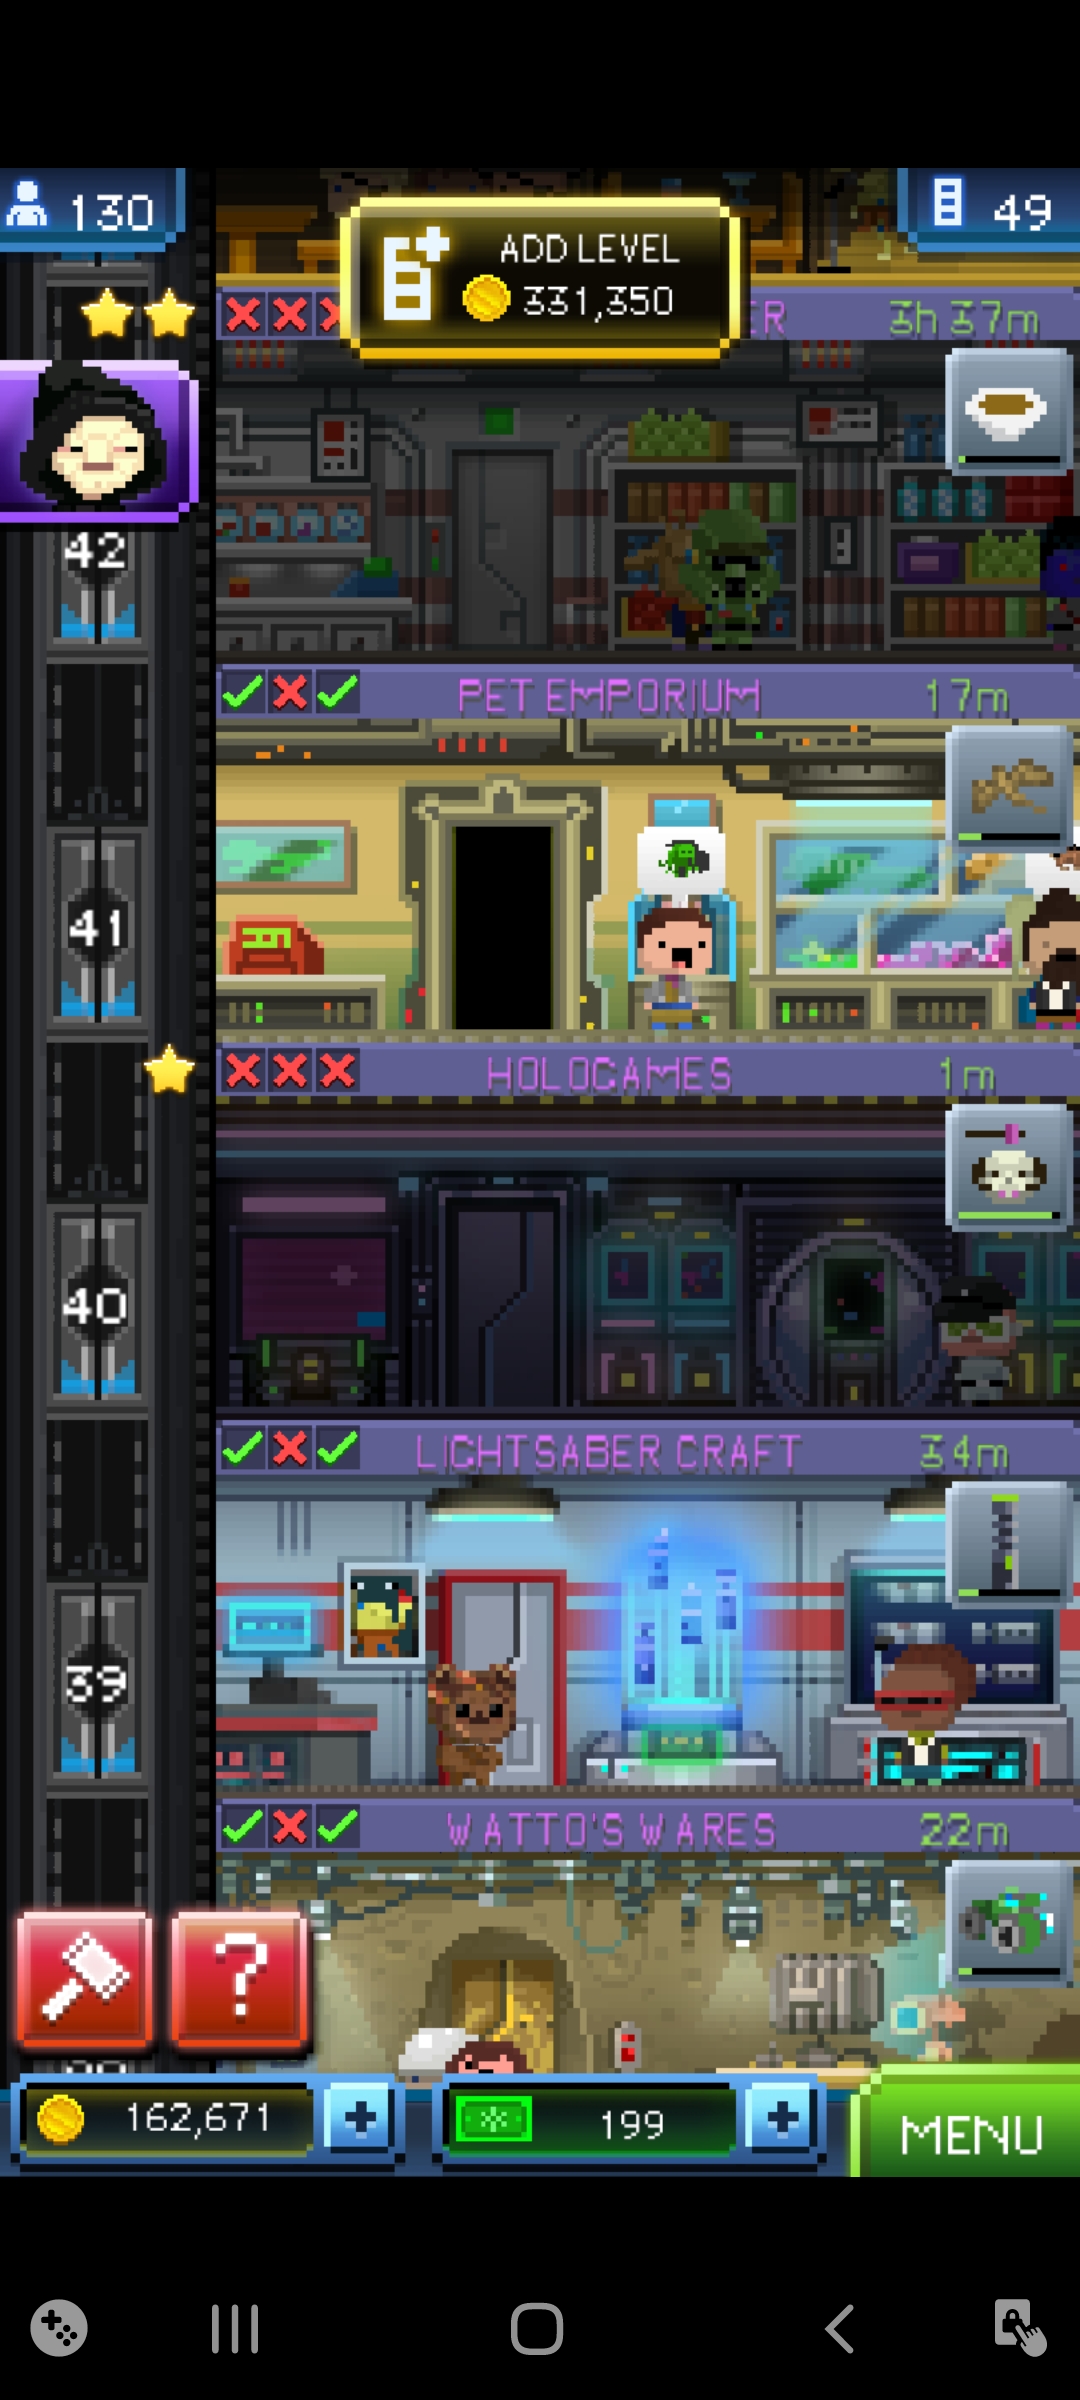 130
49
ADD LEVEL
331,350
ER
3h 37m
42
PET EMPORIUM
17m
41
HOLOGAMES
1m
40
LIGHTSABER CRAFT
34m
39
WATTO'S WARES
22m
?
162,671
199
MENU